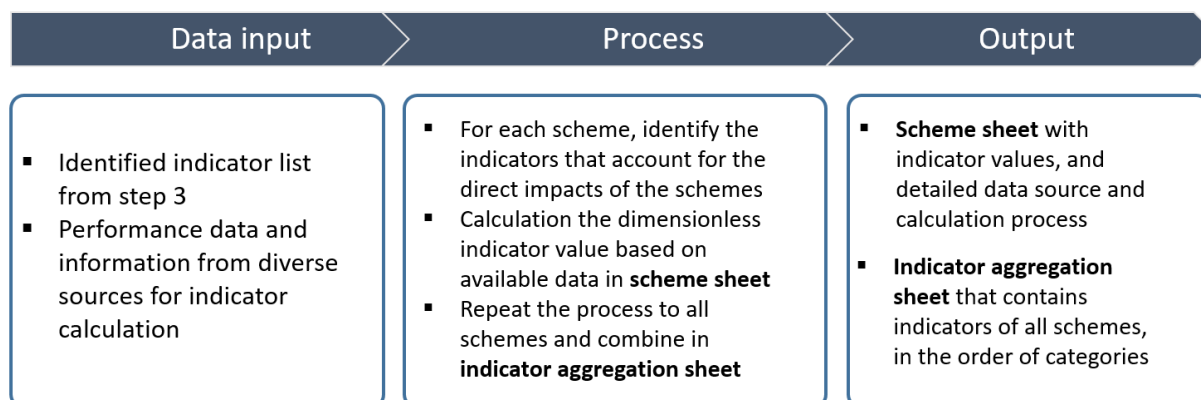 Data input
Process
Output
▪ Identified indicator list
from step 3
▪ Performance data and
information from diverse
sources for indicator
calculation
▪ For each scheme, identify the
indicators that account for the
direct impacts of the schemes
▪ Calculation the dimensionless
indicator value based on
available data in scheme sheet
▪ Repeat the process to all
schemes and combine in
indicator aggregation sheet
▪ Scheme sheet with
indicator values, and
detailed data source and
calculation process
▪ Indicator aggregation
sheet that contains
indicators of all schemes,
in the order of categories